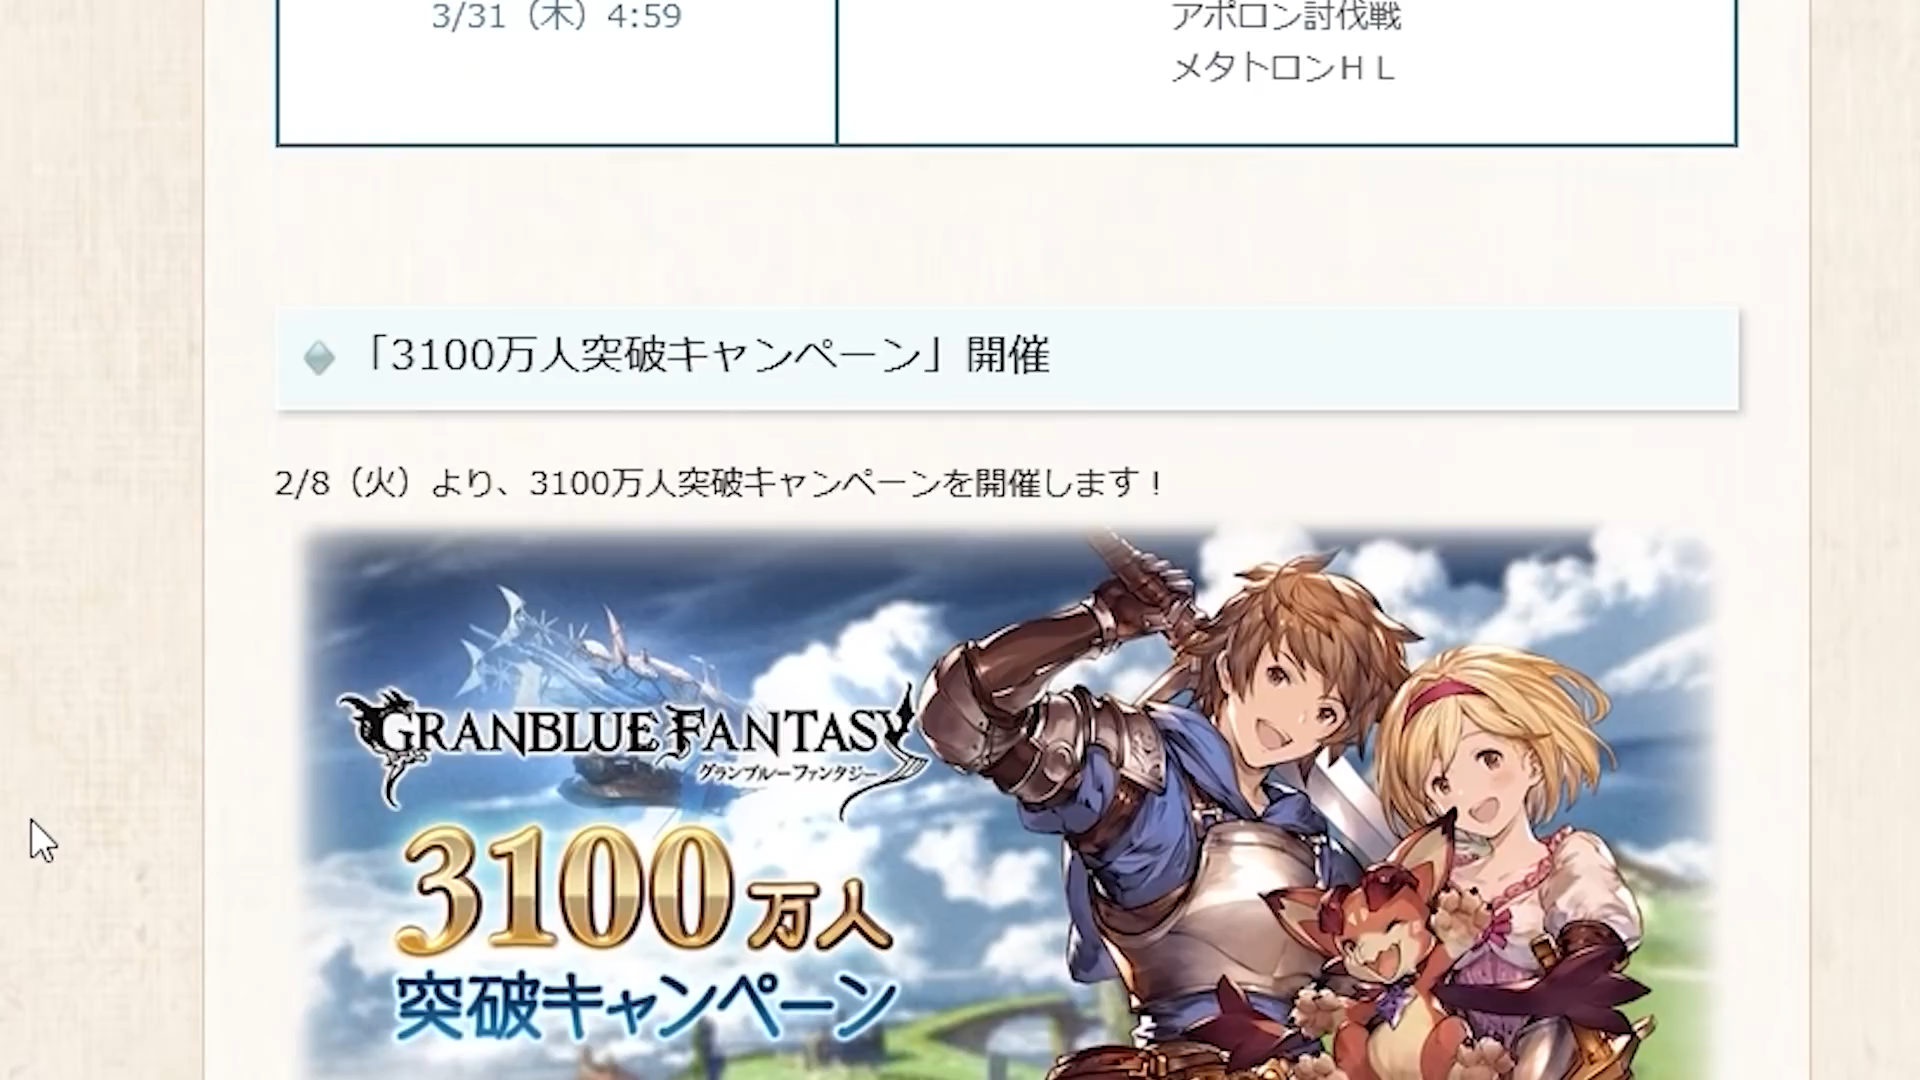 3/31（木）4:59
アポロン討伐戦
メタトロンＨＬ
「3100万人突破キャンペーン」開催
2/8（火）より、3100万人突破キャンペーンを開催します！
GRANBLUE FANTASY
グランブルーファンタジー
3100万人
突破キャンペーン